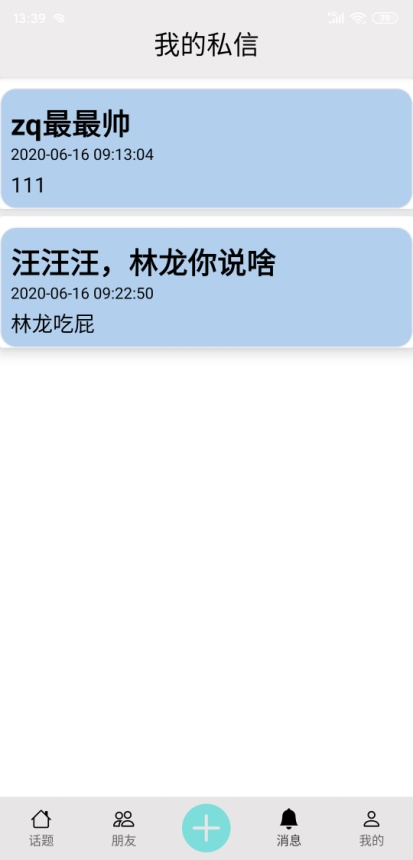 13:39
我的私信
zq最最帅
2020-06-16 09:13:04
111
汪汪汪，林龙你说啥
2020-06-16 09:22:50
林龙吃屁
话题 朋友 消息 我的